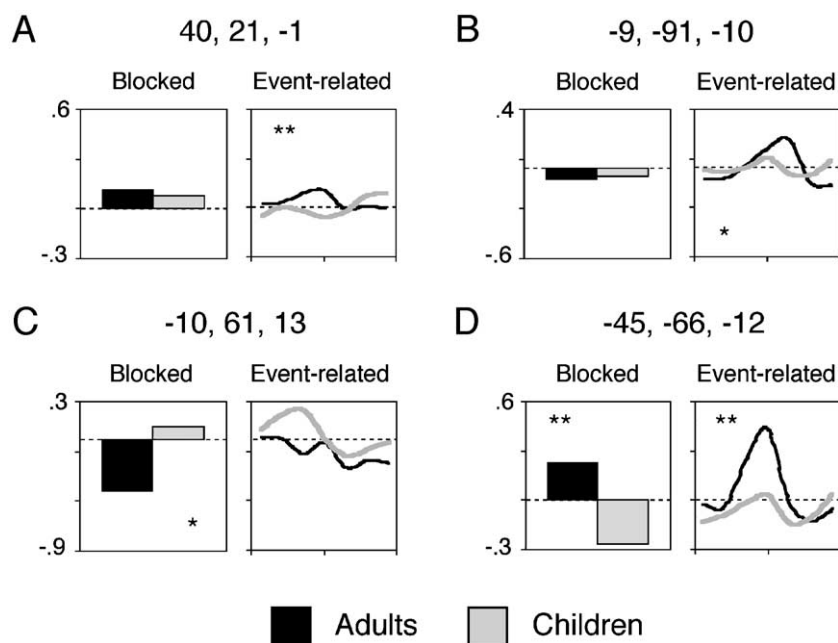 A 40, 21, -1
Blocked Event-related
.6
**
-.3
B -9, -91, -10
Blocked Event-related
.4
*
-.6
C -10, 61, 13
Blocked Event-related
.3
*
-.9
D -45, -66, -12
Blocked Event-related
.6
** **
-.3
Adults Children